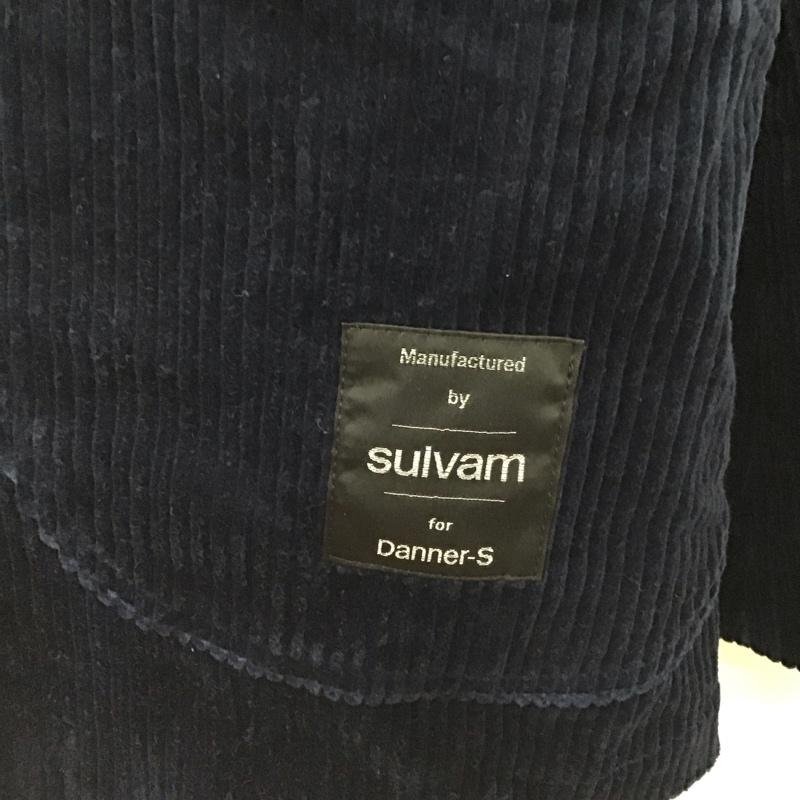 Manufactured
by
sulvam
for
Danner-S